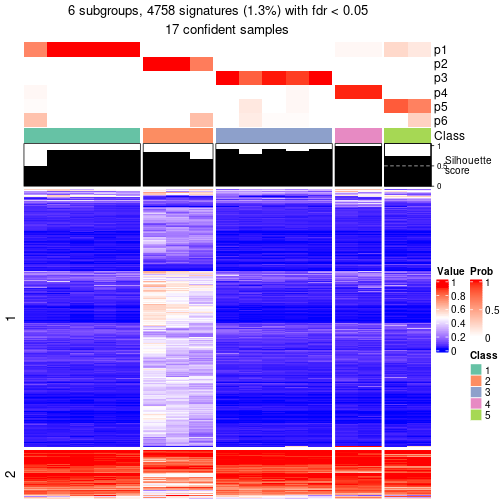 6 subgroups, 4758 signatures (1.3%) with fdr < 0.05
17 confident samples
p1
p2
p3
p4
p5
p6
Class
1
0.5
0
Silhouette
score
1
2
Value
1
0.8
0.6
0.4
0.2
0
Prob
1
0.5
0
Class
1
2
3
4
5